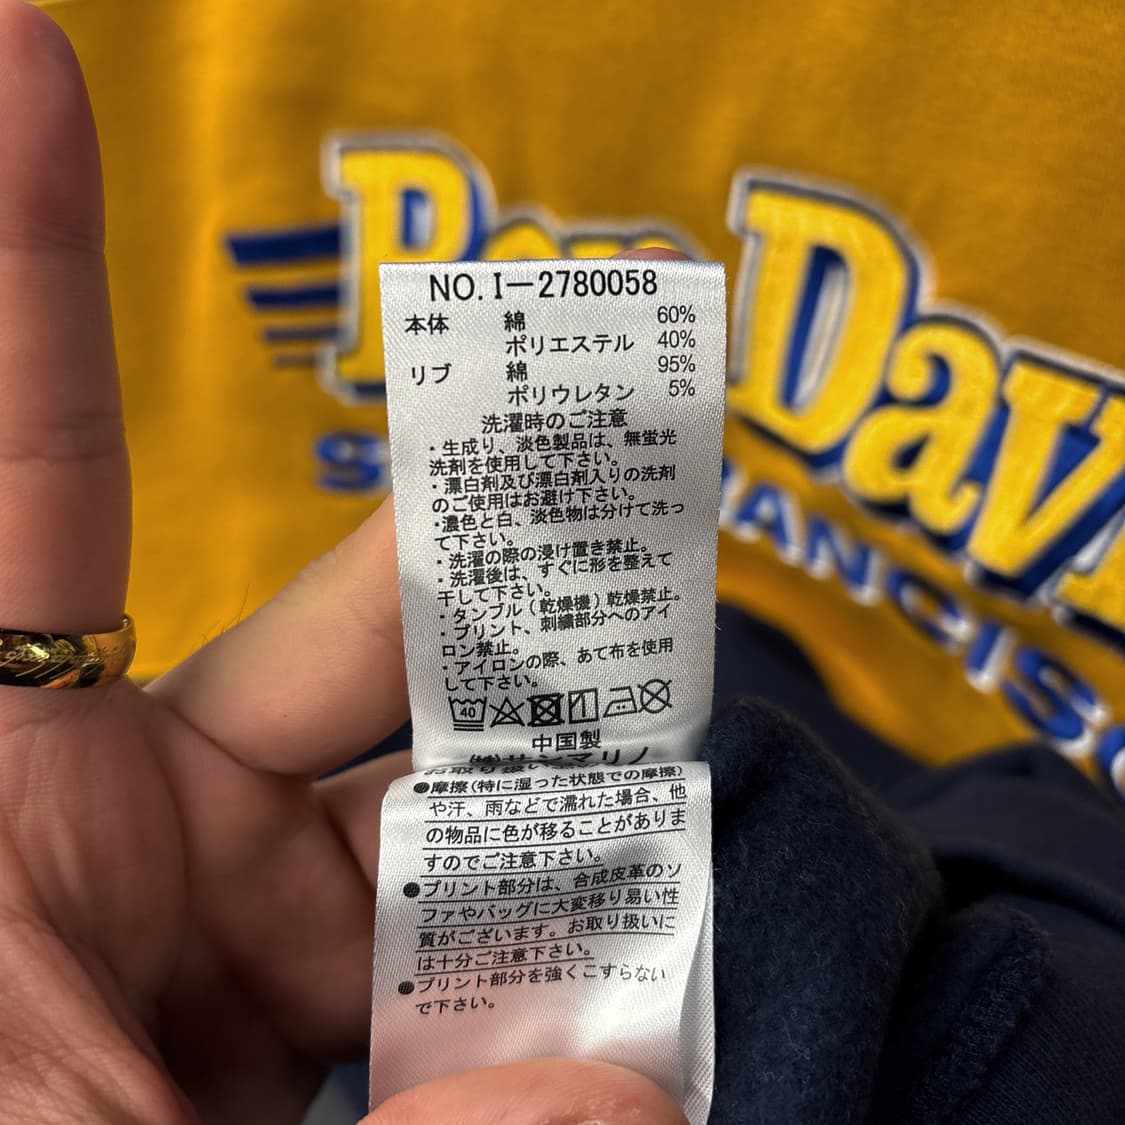 Ben Dav
S
RANCISC
NO. I-2780058
本体 綿 60%
ポリエステル 40%
リブ 綿 95%
ポリウレタン 5%
洗濯時のご注意
・生成り、淡色製品は、無蛍光
洗剤を使用して下さい。
・漂白剤及び漂白剤入りの洗剤
のご使用はお避け下さい。
・濃色と白、淡色物は分けて洗っ
て下さい。
・洗濯の際の浸け置き禁止。
・洗濯後は、すぐに形を整えて
干して下さい。
・タンブル(乾燥機)乾燥禁止。
・プリント、刺繍部分へのアイ
ロン禁止。
・アイロンの際、あて布を使用
して下さい。
40
中国製
(株)サンマリノ
お取り扱い
●摩擦(特に湿った状態での摩擦)
や汗、雨などで濡れた場合、他
の物品に色が移ることがありま
すのでご注意下さい。
●プリント部分は、合成皮革のソ
ファやバッグに大変移り易い性
質がございます。お取り扱いに
は十分ご注意下さい。
●プリント部分を強くこすらない
で下さい。